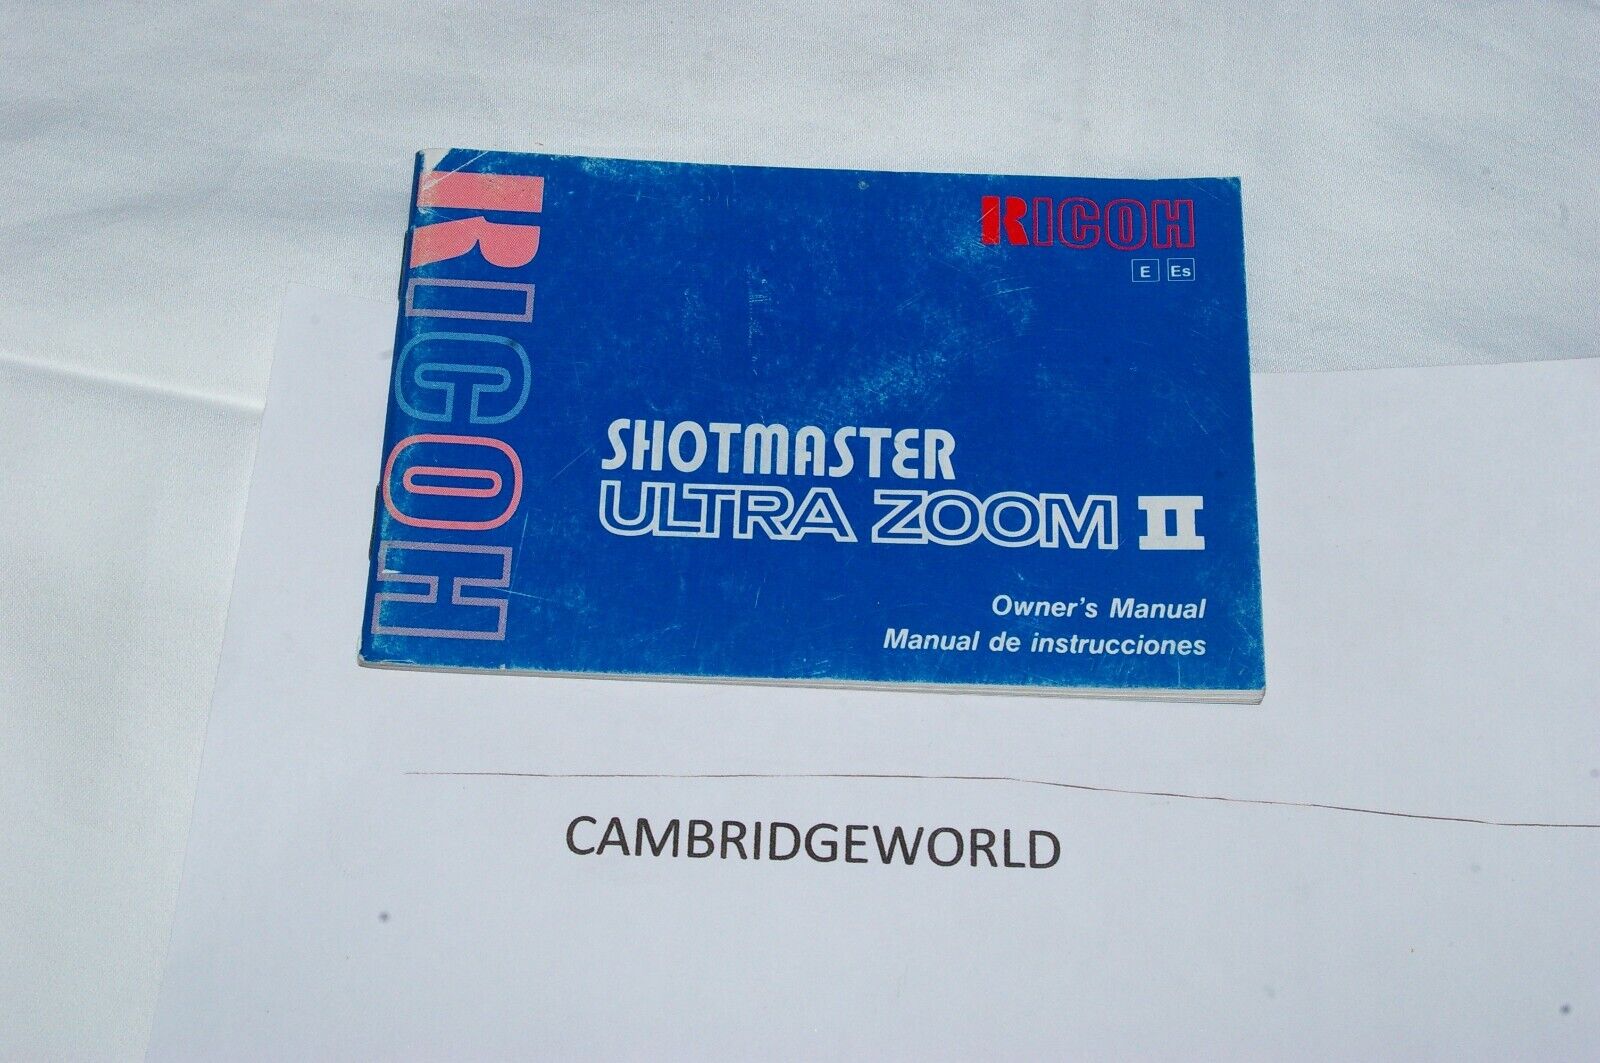 RICOH
RICOH
E Es
SHOTMASTER
ULTRA ZOOM II
Owner's Manual
Manual de instrucciones
CAMBRIDGEWORLD